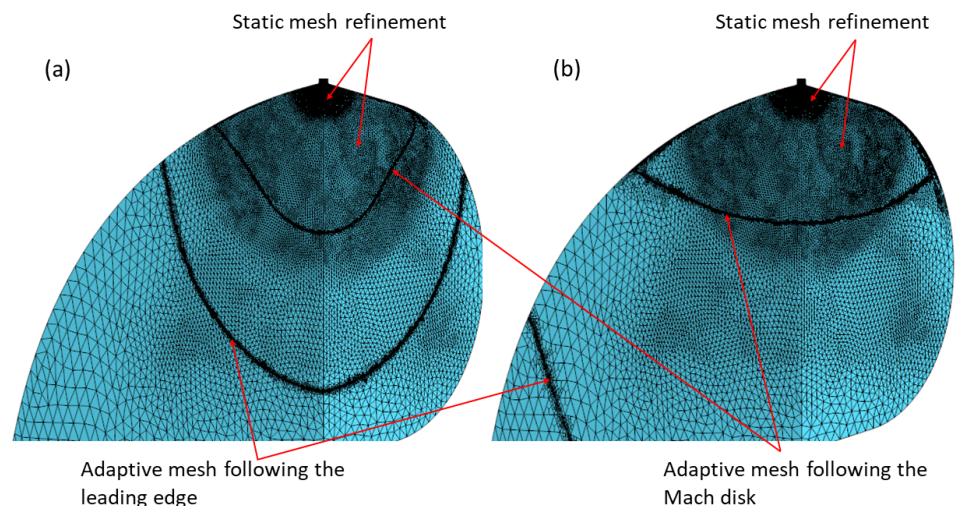 Static mesh refinement
Static mesh refinement
(a)
(b)
Adaptive mesh following the
leading edge
Adaptive mesh following the
Mach disk